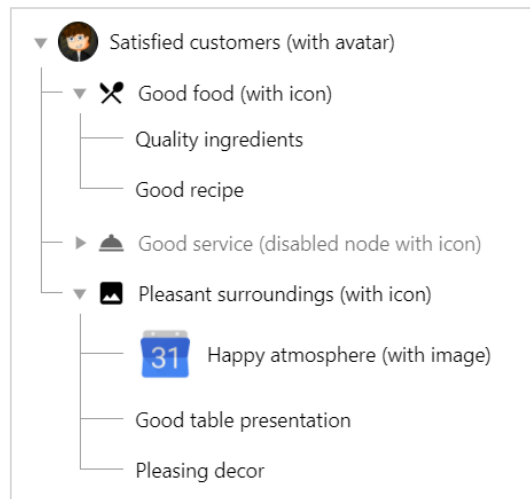 Satisfied customers (with avatar)
Good food (with icon)
Quality ingredients
Good recipe
Good service (disabled node with icon)
Pleasant surroundings (with icon)
31
Happy atmosphere (with image)
Good table presentation
Pleasing decor